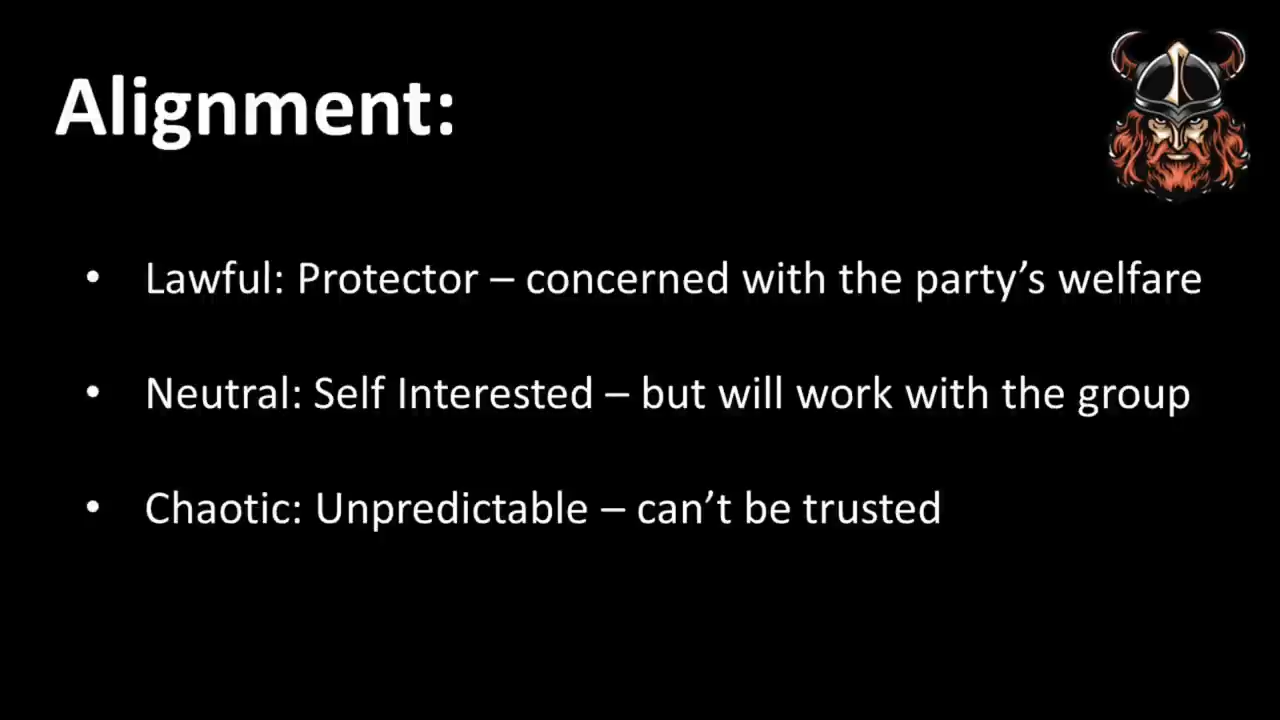 Alignment:
• Lawful: Protector – concerned with the party’s welfare
• Neutral: Self Interested – but will work with the group
• Chaotic: Unpredictable – can’t be trusted